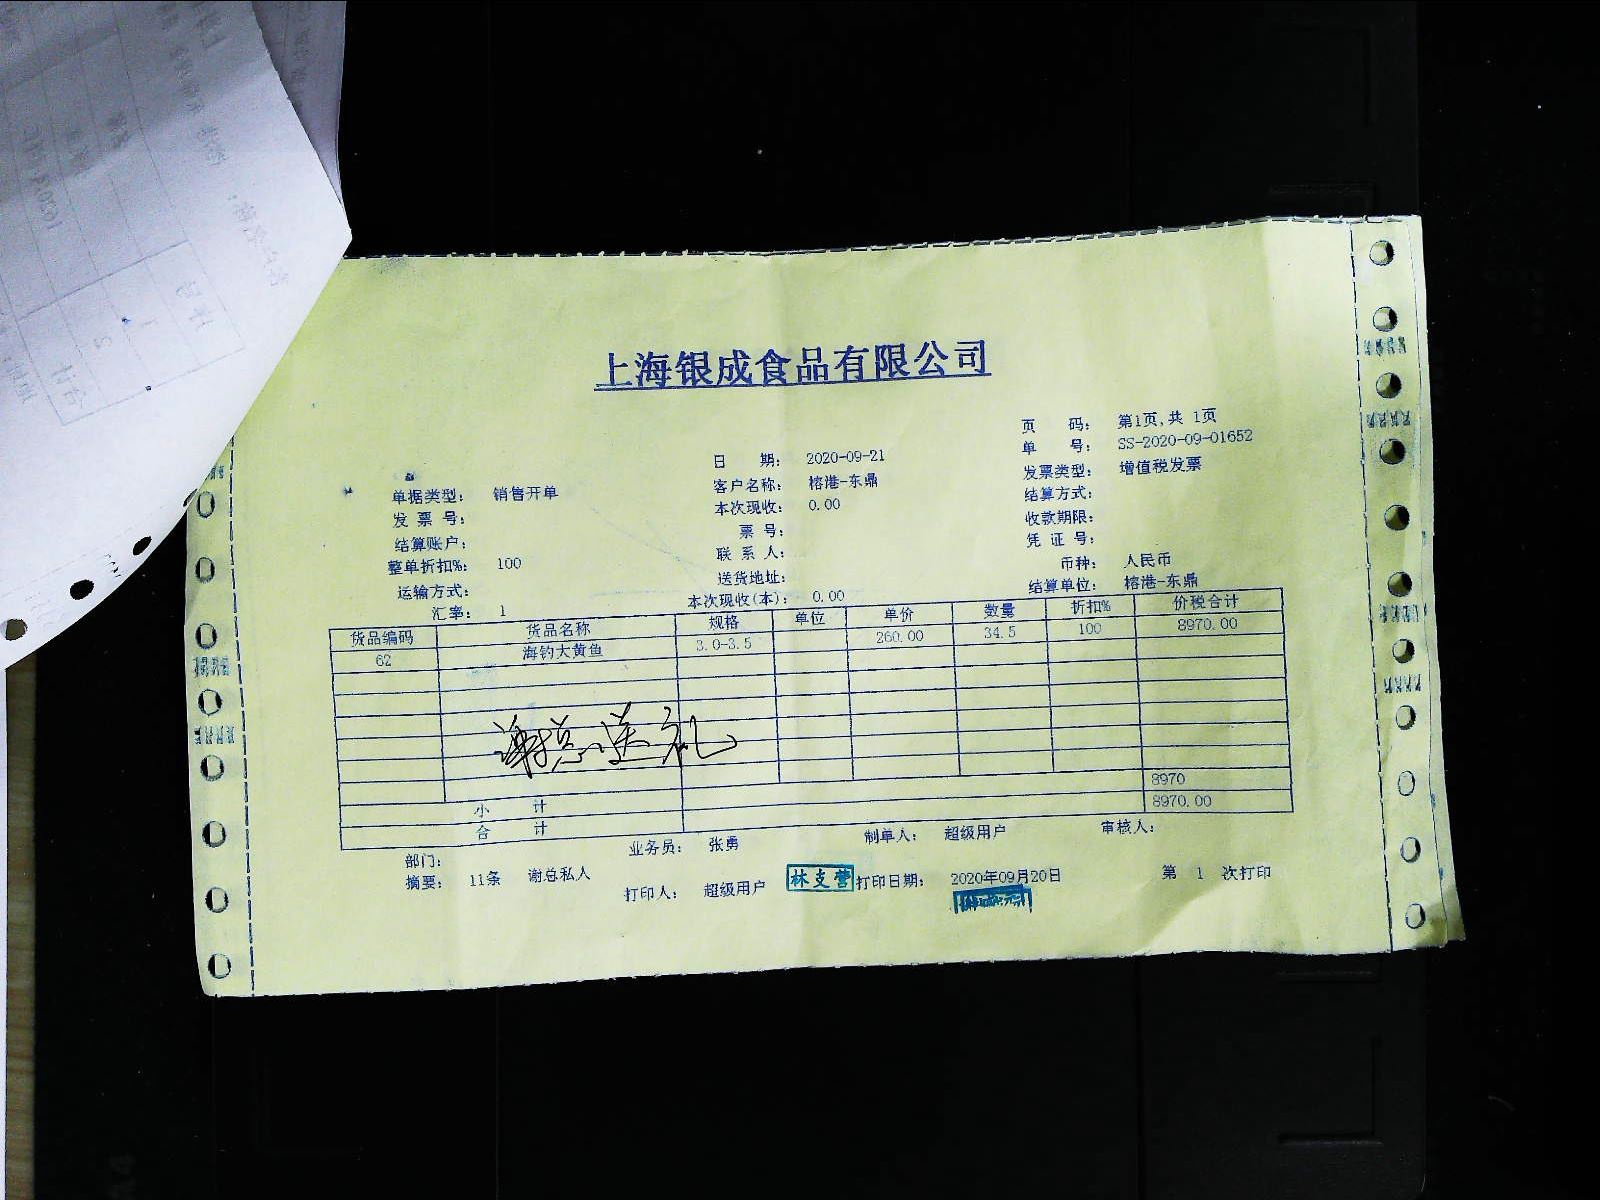 上海银成食品有限公司
页 码： 第1页,共 1页
日 期： 2020-09-21 单 号： SS-2020-09-01652
单据类型： 销售开单 客户名称： 榕港-东鼎 发票类型： 增值税发票
发 票 号： 本次现收： 0.00 结算方式：
结算账户： 票 号： 收款期限：
整单折扣%： 100 联 系 人： 凭 证 号：
运输方式： 送货地址： 币种： 人民币
汇率： 1 本次现收(本)： 0.00 结算单位： 榕港-东鼎
货品编码 货品名称 规格 单位 单价 数量 折扣% 价税合计
62 海钓大黄鱼 3.0-3.5 260.00 34.5 100 8970.00
谢总送礼
小 计 8970
合 计 8970.00
部门： 业务员： 张勇 制单人： 超级用户 审核人：
摘要： 11条 谢总私人 打印人： 超级用户 林支营 打印日期： 2020年09月20日 第 1 次打印